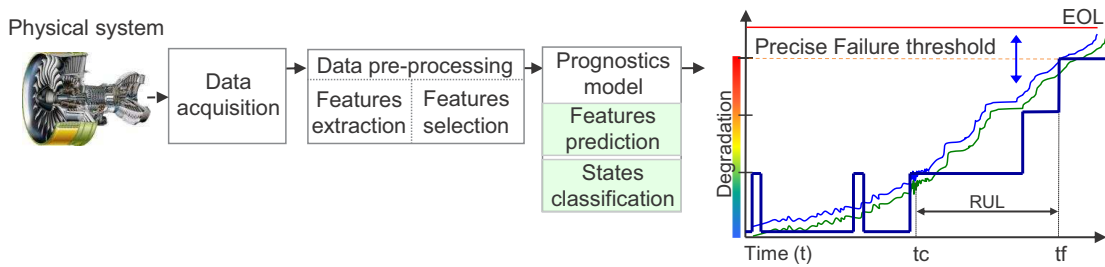 Physical system
Data
acquisition
Data pre-processing
Features
extraction
Features
selection
Prognostics
model
Features
prediction
States
classification
EOL
Precise Failure threshold
Degradation
RUL
Time (t)
tc
tf